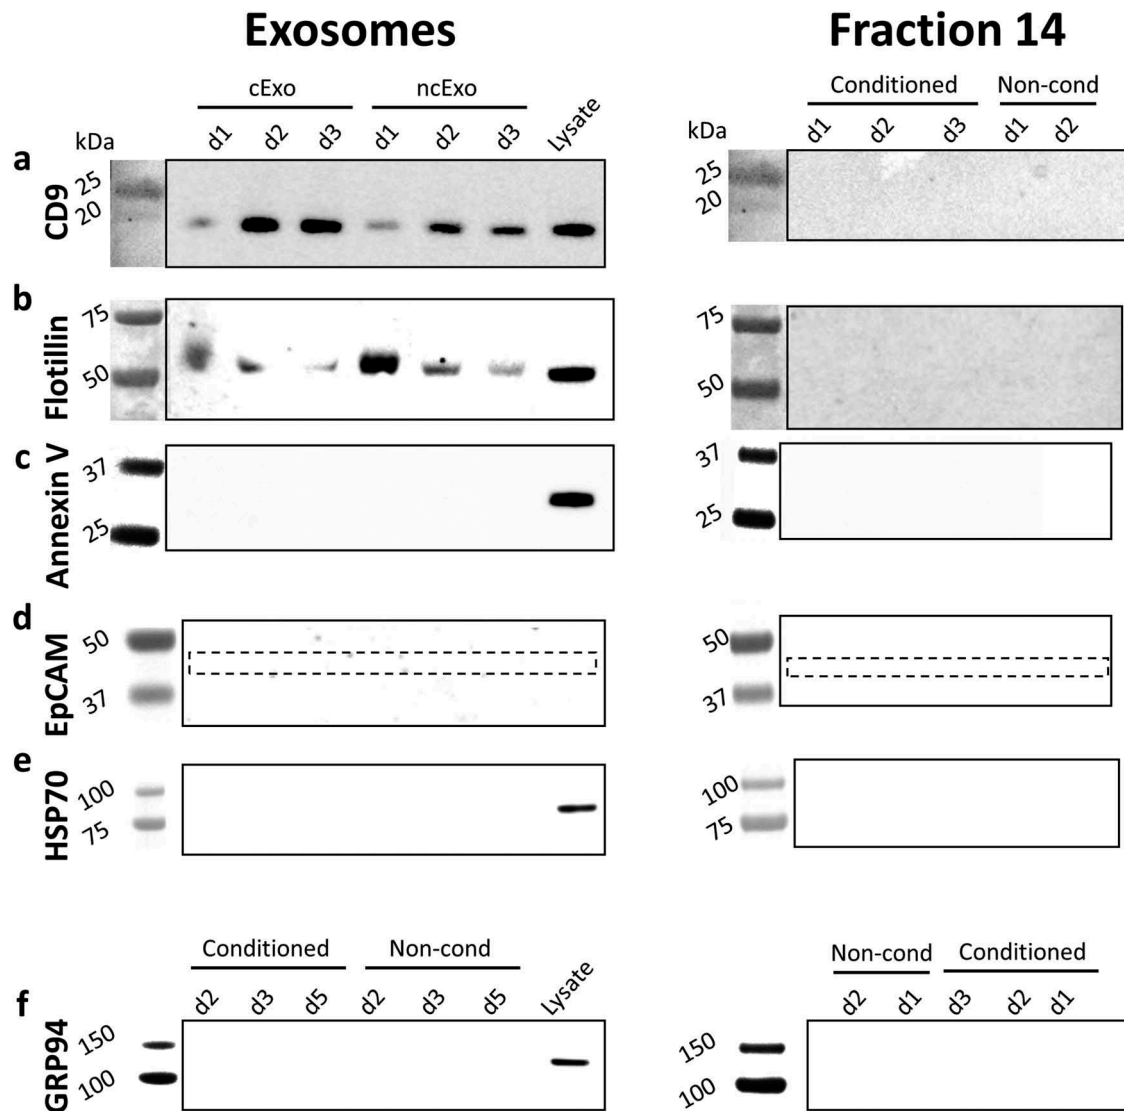 Exosomes Fraction 14
cExo ncExo Conditioned Non-cond
kDa d1 d2 d3 d1 d2 d3 Lysate kDa d1 d2 d3 d1 d2
a CD9 25 20 25 20
b Flotillin 75 50 75 50
c Annexin V 37 25 37 25
d EpCAM 50 37 50 37
e HSP70 100 75 100 75
Conditioned Non-cond Non-cond Conditioned
d2 d3 d5 d2 d3 d5 Lysate d2 d1 d3 d2 d1
f GRP94 150 100 150 100